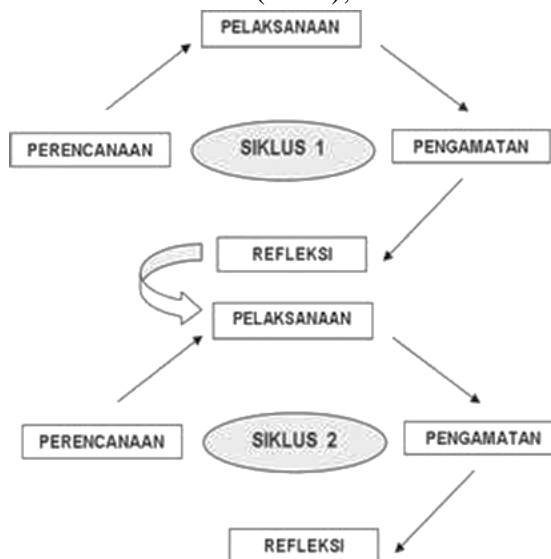 PELAKSANAAN
PERENCANAAN
SIKLUS 1
PENGAMATAN
REFLEKSI
PELAKSANAAN
PERENCANAAN
SIKLUS 2
PENGAMATAN
REFLEKSI